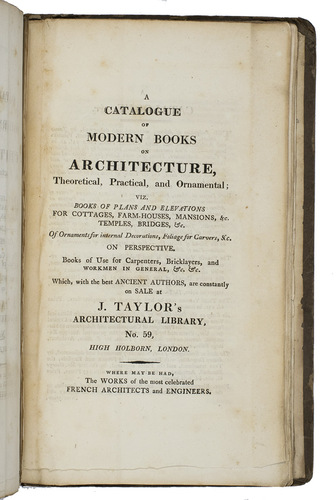 A
CATALOGUE
OF
MODERN BOOKS
ON
ARCHITECTURE,
Theoretical, Practical, and Ornamental;
VIZ.
BOOKS OF PLANS AND ELEVATIONS
FOR COTTAGES, FARM-HOUSES, MANSIONS, &c.
TEMPLES, BRIDGES, &c.
Of Ornaments for internal Decorations, Foliage for Carvers, &c.
ON PERSPECTIVE.
Books of Use for Carpenters, Bricklayers, and
WORKMEN IN GENERAL, &c. &c.
Which, with the best ANCIENT AUTHORS, are constantly
on SALE at
J. TAYLOR's
ARCHITECTURAL LIBRARY,
No. 59,
HIGH HOLBORN, LONDON.
WHERE MAY BE HAD,
The WORKS of the most celebrated
FRENCH ARCHITECTS and ENGINEERS.